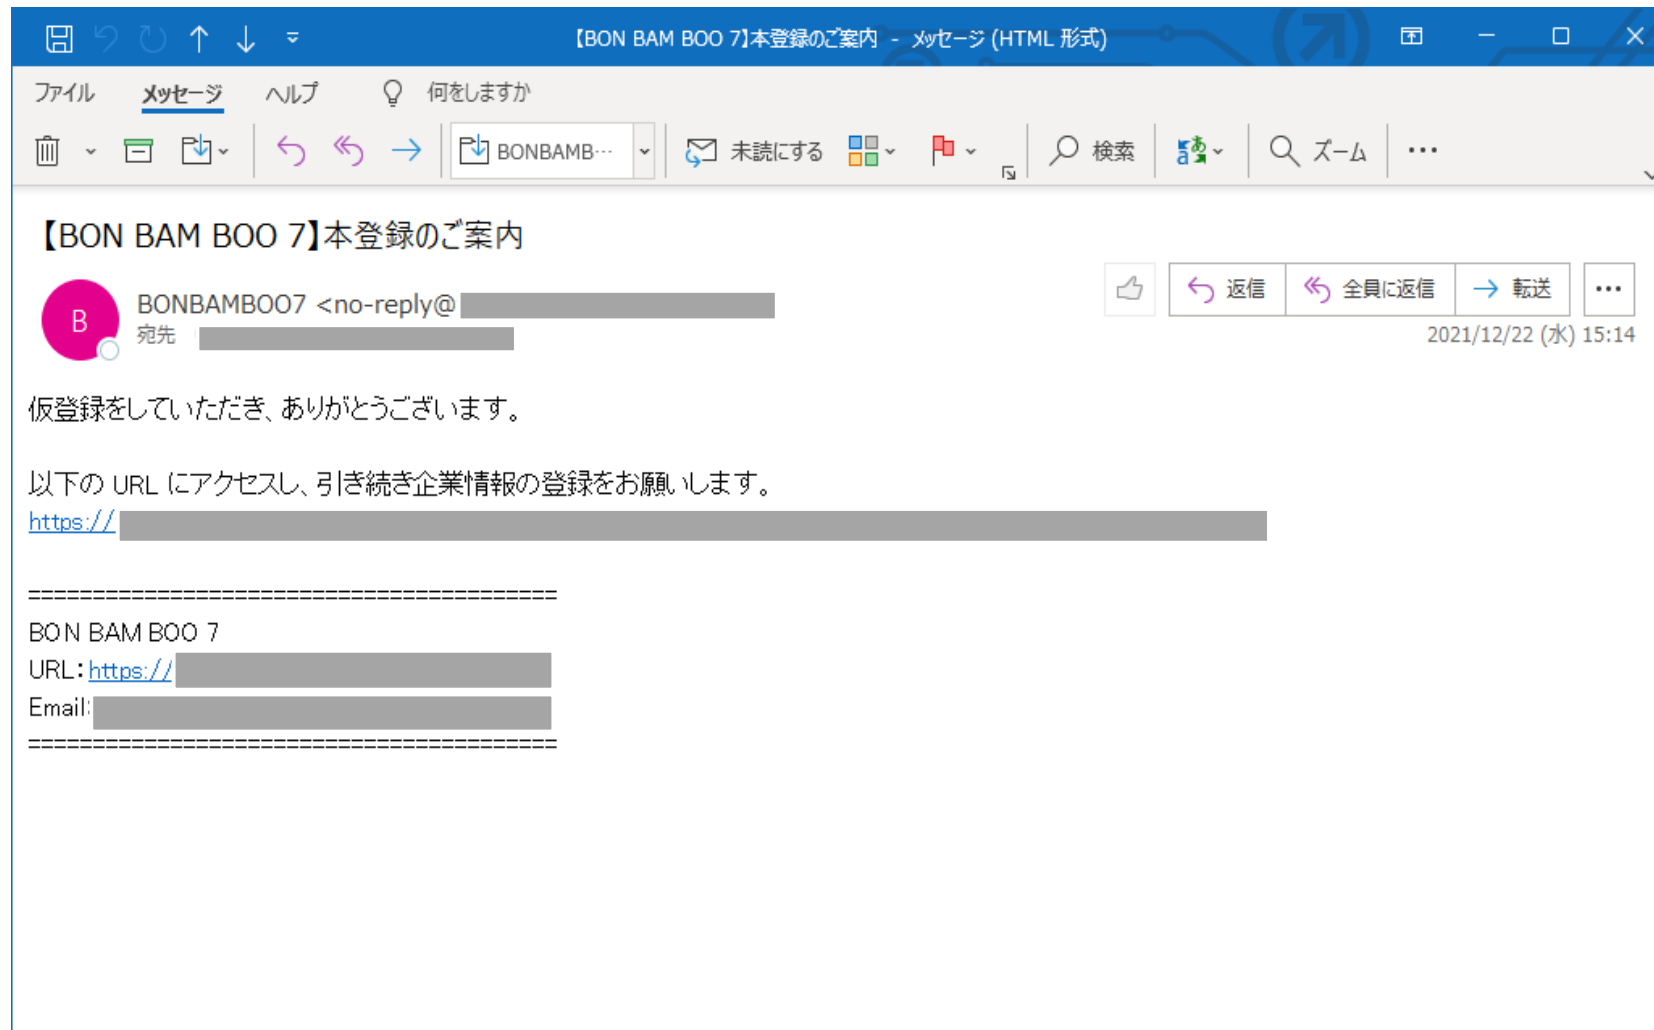 【BON BAM BOO 7】本登録のご案内 - メッセージ (HTML 形式)
ファイル メッセージ ヘルプ 何をしますか
BONBAMB… 未読にする 検索 ズーム
【BON BAM BOO 7】本登録のご案内
B
BONBAMBOO7 <no-reply@
宛先
返信 全員に返信 転送
2021/12/22 (水) 15:14
仮登録をしていただき、ありがとうございます。
以下の URL にアクセスし、引き続き企業情報の登録をお願いします。
https://
=========================================
BON BAM BOO 7
URL：https://
Email:
=========================================